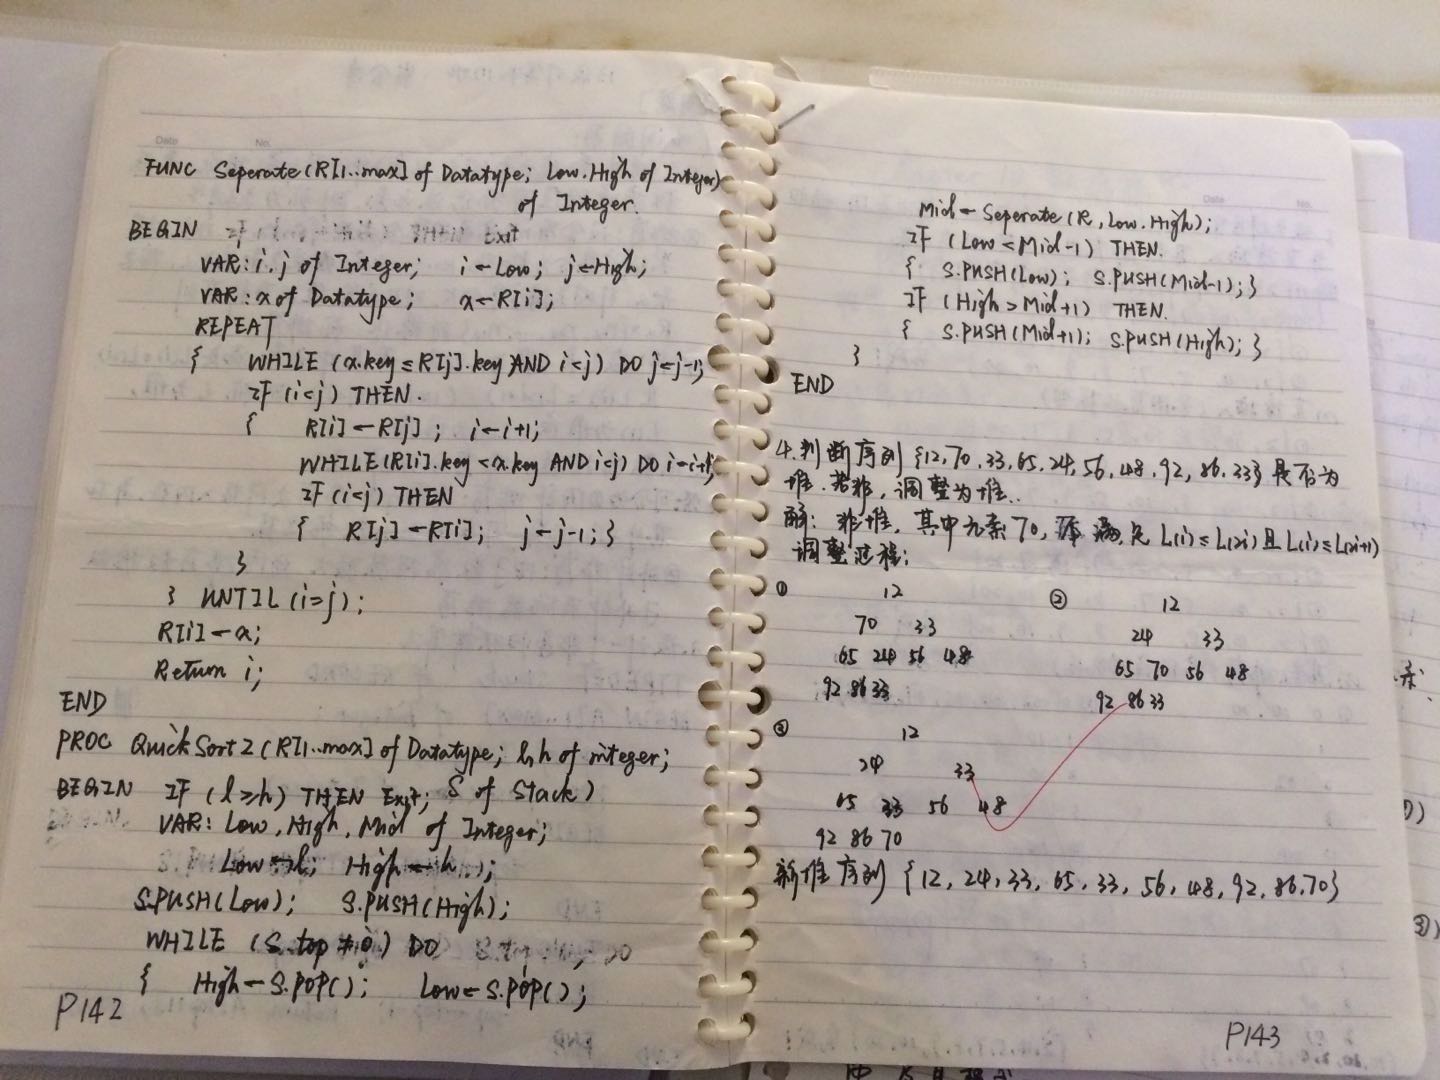 Date No.
FUNC Seperate(R[1..max] of Datatype; Low.High of Integer)
of Integer.
BEGIN
VAR: i.j of Integer; i←Low; j←High;
VAR: x of Datatype; x←R[i];
REPEAT
{ WHILE (x.key≤R[j].key AND i<j) DO j←j-1;
IF (i<j) THEN.
{ R[i]←R[j]; i←i+1;
WHILE(R[i].key<x.key AND i<j) DO i←i+1;
IF (i<j) THEN
{ R[j]←R[i]; j←j-1; }
}
} UNTIL (i=j);
R[i]←x;
Return i;
END
PROC QuickSort2(R[1..max] of Datatype; l,h of integer;
BEGIN IF (l≥h) THEN Exit; S of Stack)
VAR: Low, High, Mid of Integer;
Low←l; High←h;
S.PUSH(Low); S.PUSH(High);
WHILE (S.top≠0) DO
{ High←S.POP(); Low←S.POP();
P142
Date No.
Mid←Seperate(R,Low.High);
IF (Low<Mid-1) THEN.
{ S.PUSH(Low); S.PUSH(Mid-1); }
IF (High>Mid+1) THEN.
{ S.PUSH(Mid+1); S.PUSH(High); }
}
END
4.判断序列{12,70,33,65,24,56,48,92,86,33}是否为
堆.若非,调整为堆..
解:非堆,其中元素70, 满足L(i)≤L(2i)且L(i)≤L(2i+1)
调整过程:
① 12
70 33
65 24 56 48
92 86 33
② 12
24 33
65 70 56 48
92 86 33
③ 12
24 33
65 33 56 48
92 86 70
新堆序列{12,24,33,65,33,56,48,92,86,70}
P143